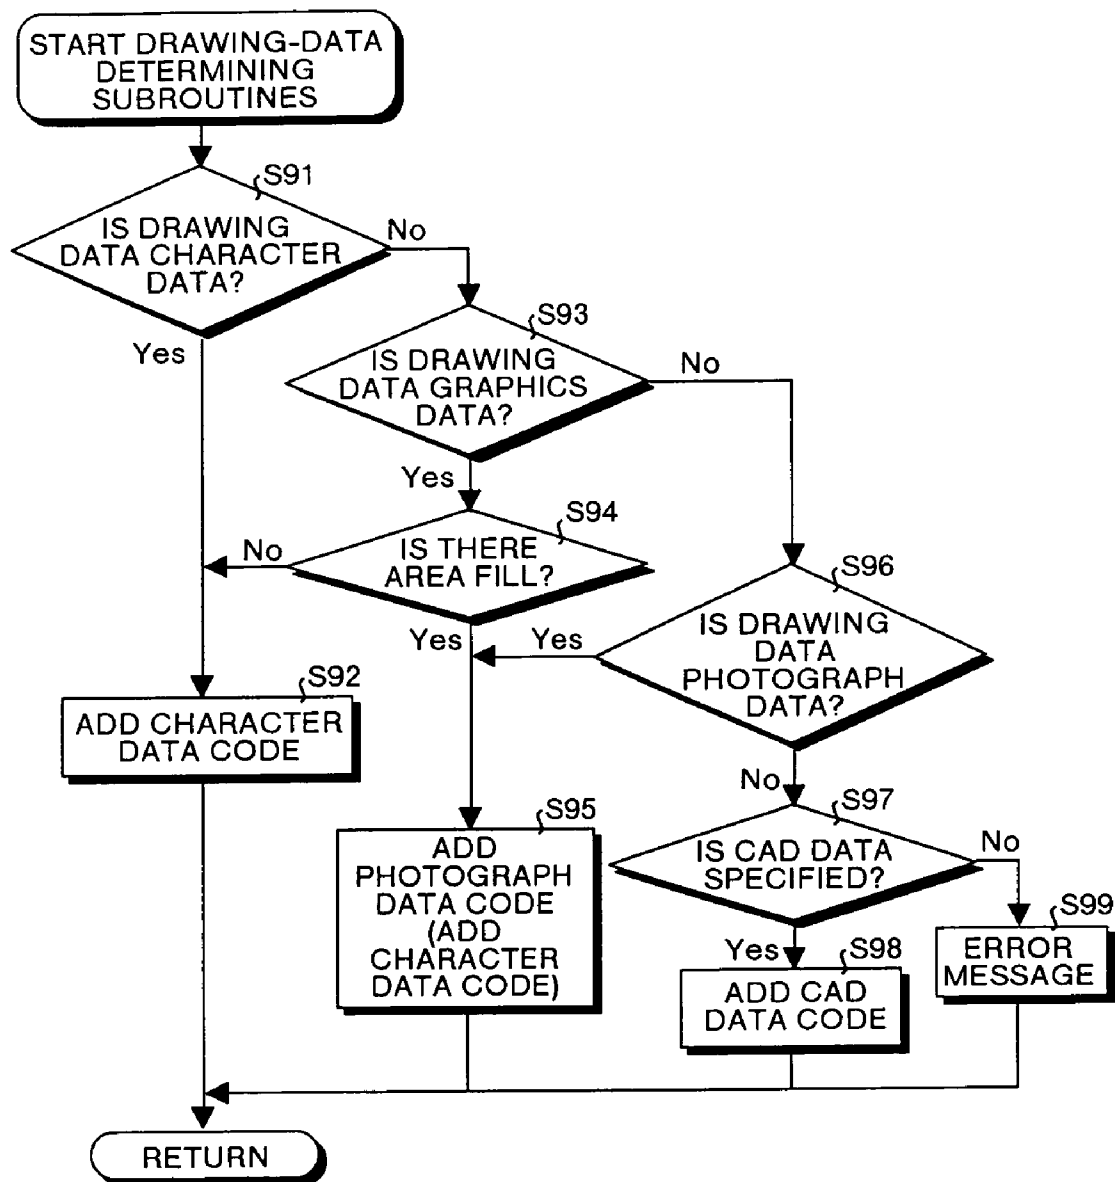 START DRAWING-DATA
DETERMINING
SUBROUTINES
S91
IS DRAWING
DATA CHARACTER
DATA?
No
Yes
S93
IS DRAWING
DATA GRAPHICS
DATA?
No
Yes
S94
IS THERE
AREA FILL?
No
Yes
S96
IS DRAWING
DATA
PHOTOGRAPH
DATA?
Yes
No
S92
ADD CHARACTER
DATA CODE
S95
ADD
PHOTOGRAPH
DATA CODE
(ADD
CHARACTER
DATA CODE)
S97
IS CAD DATA
SPECIFIED?
No
Yes
S98
ADD CAD
DATA CODE
S99
ERROR
MESSAGE
RETURN